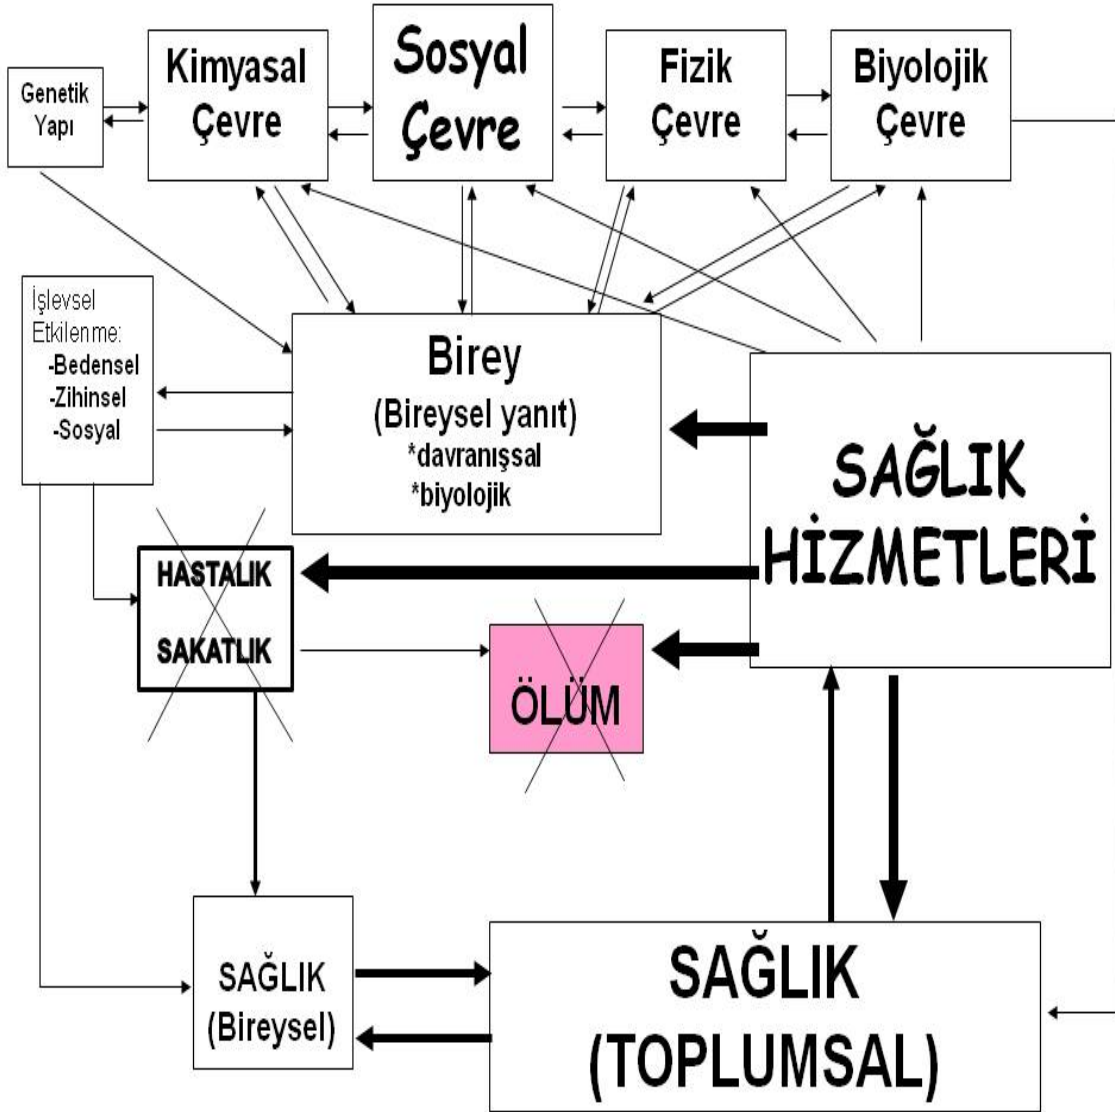 Genetik
Yapı
Kimyasal
Çevre
Sosyal
Çevre
Fizik
Çevre
Biyolojik
Çevre
İşlevsel
Etkilenme:
-Bedensel
-Zihinsel
-Sosyal
Birey
(Bireysel yanıt)
*davranışsal
*biyolojik
SAĞLIK
HİZMETLERİ
HASTALIK
SAKATLIK
ÖLÜM
SAĞLIK
(Bireysel)
SAĞLIK
(TOPLUMSAL)